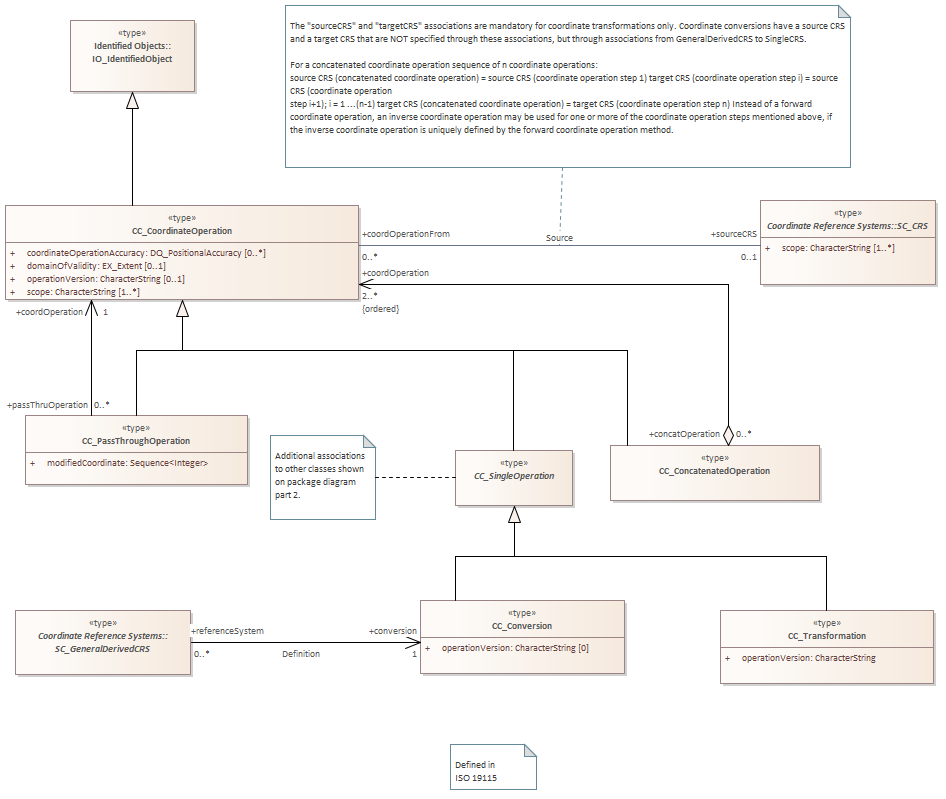 «type»
Identified Objects::
IO_IdentifiedObject
The "sourceCRS" and "targetCRS" associations are mandatory for coordinate transformations only. Coordinate conversions have a source CRS
and a target CRS that are NOT specified through these associations, but through associations from GeneralDerivedCRS to SingleCRS.
For a concatenated coordinate operation sequence of n coordinate operations:
source CRS (concatenated coordinate operation) = source CRS (coordinate operation step 1) target CRS (coordinate operation step i) = source
CRS (coordinate operation
step i+1); i = 1 ...(n-1) target CRS (concatenated coordinate operation) = target CRS (coordinate operation step n) Instead of a forward
coordinate operation, an inverse coordinate operation may be used for one or more of the coordinate operation steps mentioned above, if
the inverse coordinate operation is uniquely defined by the forward coordinate operation method.
«type»
CC_CoordinateOperation
+ coordinateOperationAccuracy: DQ_PositionalAccuracy [0..*]
+ domainOfValidity: EX_Extent [0..1]
+ operationVersion: CharacterString [0..1]
+ scope: CharacterString [1..*]
+coordOperationFrom
0..*
Source
+sourceCRS
0..1
«type»
Coordinate Reference Systems::SC_CRS
+ scope: CharacterString [1..*]
+coordOperation
2..*
{ordered}
+coordOperation 1
+passThruOperation 0..*
«type»
CC_PassThroughOperation
+ modifiedCoordinate: Sequence<Integer>
Additional associations
to other classes shown
on package diagram
part 2.
«type»
CC_SingleOperation
+concatOperation 0..*
«type»
CC_ConcatenatedOperation
«type»
Coordinate Reference Systems::
SC_GeneralDerivedCRS
+referenceSystem
0..*
Definition
+conversion
1
«type»
CC_Conversion
+ operationVersion: CharacterString [0]
«type»
CC_Transformation
+ operationVersion: CharacterString
Defined in
ISO 19115